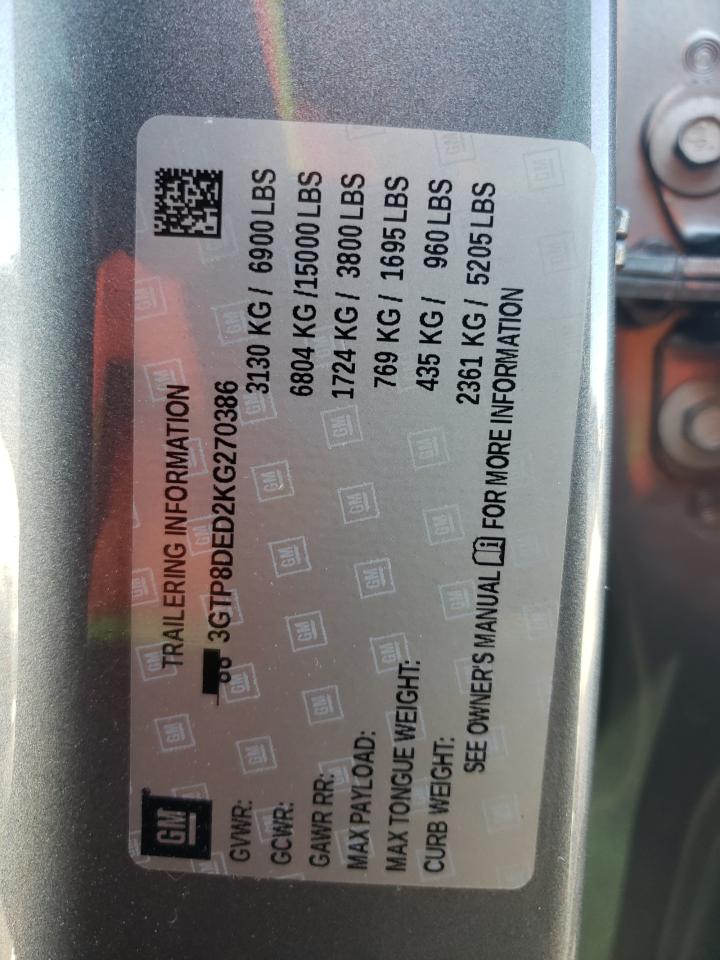 GM
TRAILERING INFORMATION
3GTP8DED2KG270386
GVWR: 3130 KG / 6900 LBS
GCWR: 6804 KG /15000 LBS
GAWR RR: 1724 KG / 3800 LBS
MAX PAYLOAD: 769 KG / 1695 LBS
MAX TONGUE WEIGHT: 435 KG / 960 LBS
CURB WEIGHT: 2361 KG / 5205 LBS
SEE OWNER'S MANUAL FOR MORE INFORMATION